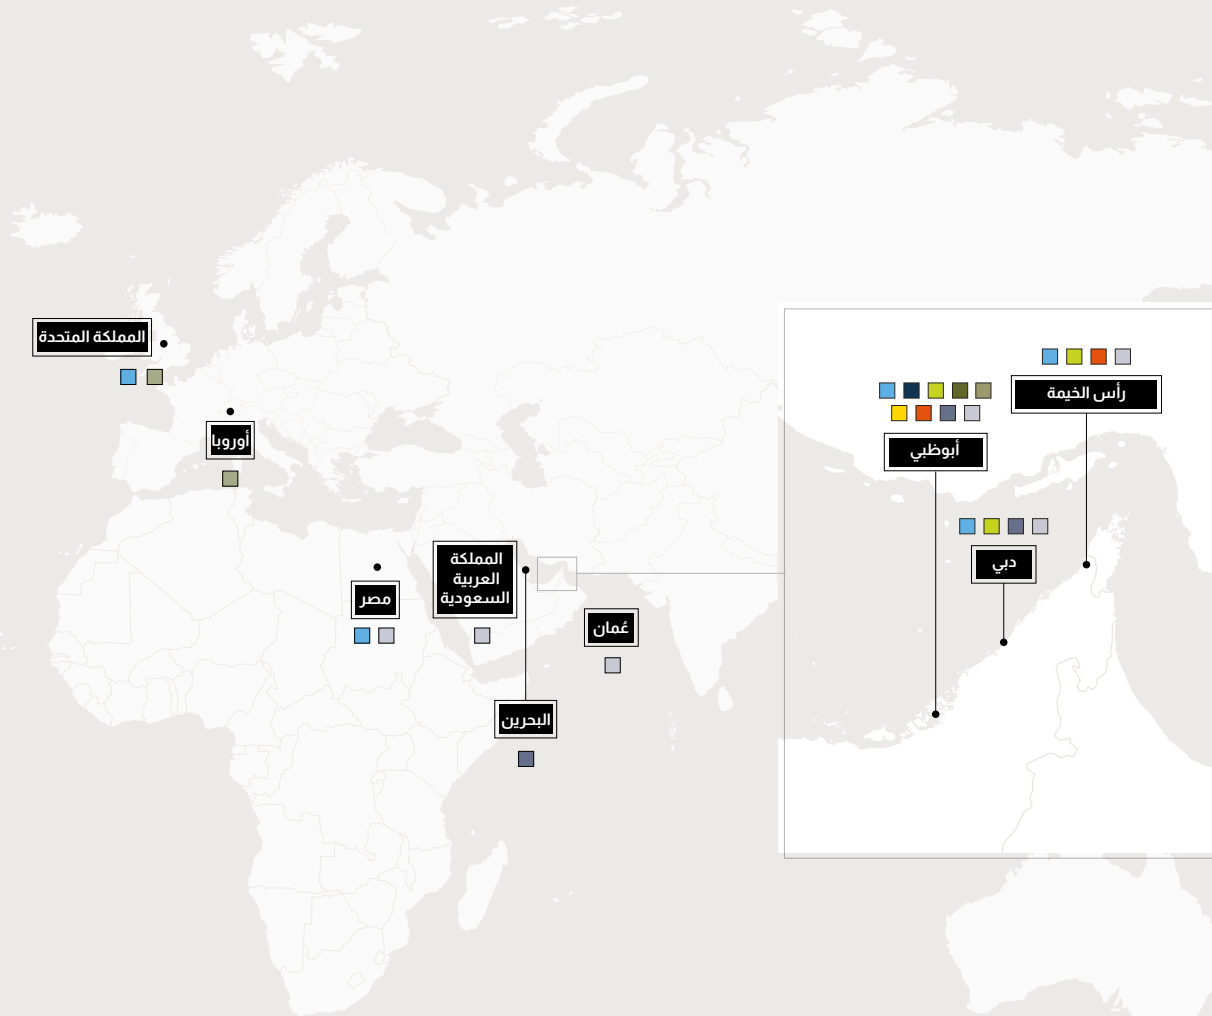 المملكة المتحدة
رأس الخيمة
أبوظبي
أوروبا
دبي
المملكة
العربية
السعودية
مصر
عُمان
البحرين